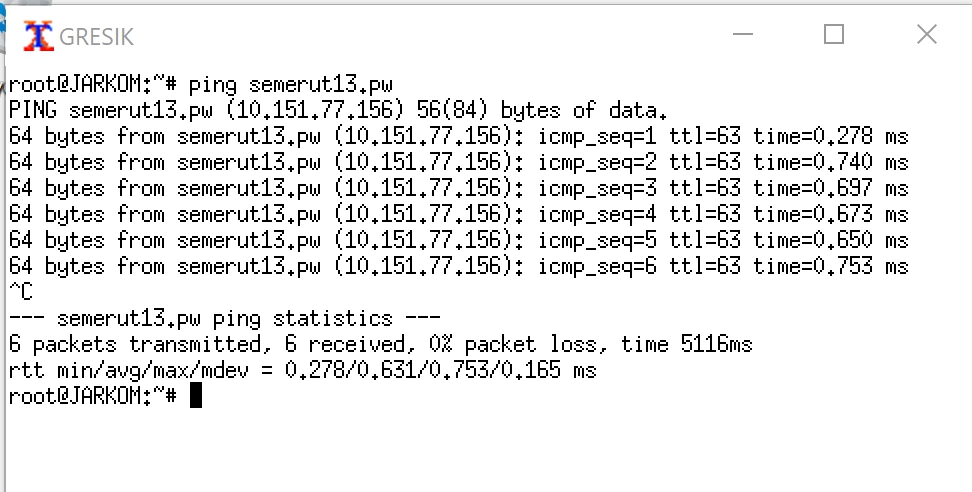 GRESIK
root@JARKOM:~# ping semerut13.pw
PING semerut13.pw (10.151.77.156) 56(84) bytes of data.
64 bytes from semerut13.pw (10.151.77.156): icmp_seq=1 ttl=63 time=0.278 ms
64 bytes from semerut13.pw (10.151.77.156): icmp_seq=2 ttl=63 time=0.740 ms
64 bytes from semerut13.pw (10.151.77.156): icmp_seq=3 ttl=63 time=0.697 ms
64 bytes from semerut13.pw (10.151.77.156): icmp_seq=4 ttl=63 time=0.673 ms
64 bytes from semerut13.pw (10.151.77.156): icmp_seq=5 ttl=63 time=0.650 ms
64 bytes from semerut13.pw (10.151.77.156): icmp_seq=6 ttl=63 time=0.753 ms
^C
--- semerut13.pw ping statistics ---
6 packets transmitted, 6 received, 0% packet loss, time 5116ms
rtt min/avg/max/mdev = 0.278/0.631/0.753/0.165 ms
root@JARKOM:~#